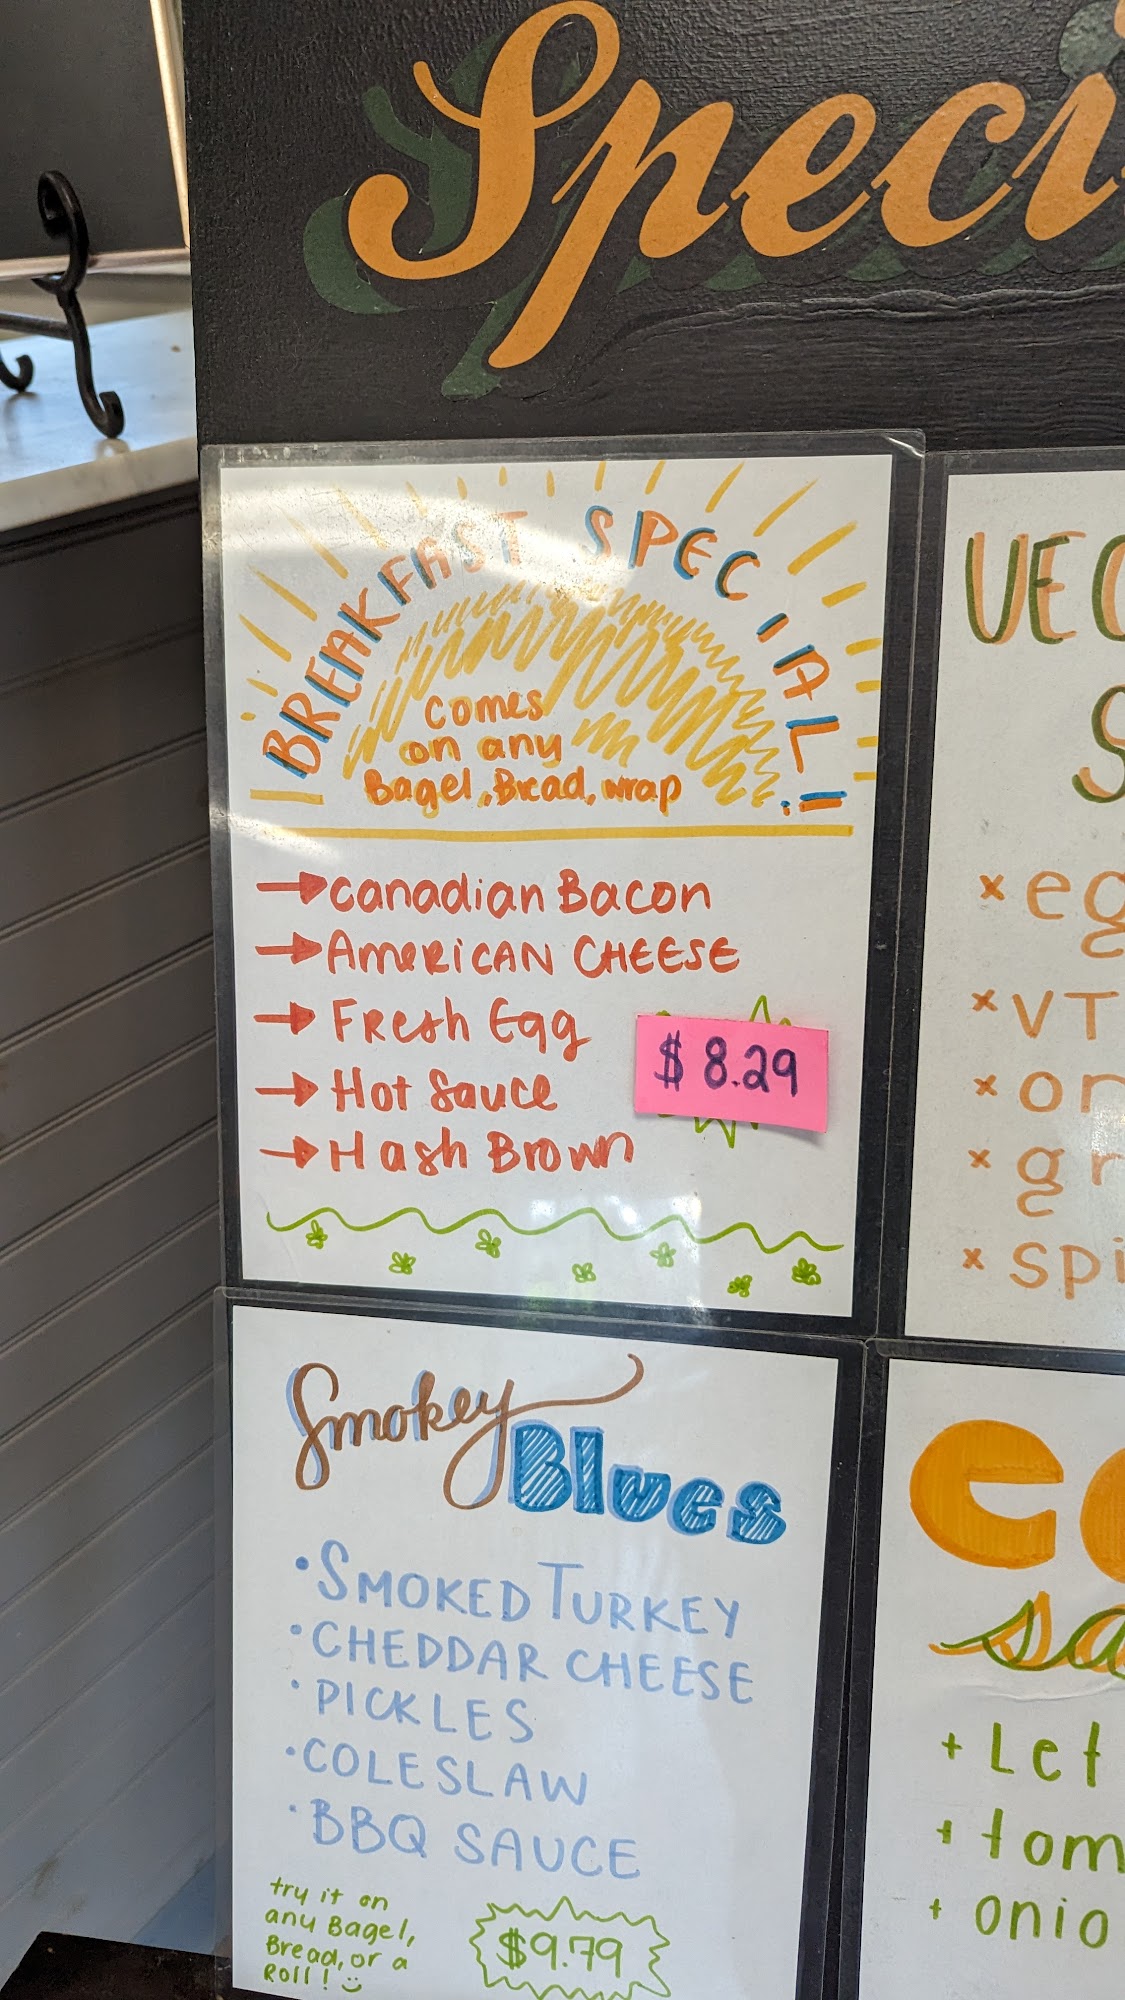 Speci
BREAKFAST SPECIAL!
comes
on any
Bagel, Bread, wrap
→ Canadian Bacon
→ AMERICAN CHEESE
→ Fresh Egg
→ Hot Sauce
→ Hash Brown
$ 8.29
Smokey
Blues
• SMOKED TURKEY
• CHEDDAR CHEESE
• PICKLES
• COLESLAW
• BBQ SAUCE
try it on
any Bagel,
Bread, or a
Roll!
$9.79
x eg
x VT
x on
x gr
x spi
+ Let
+ tom
+ onio